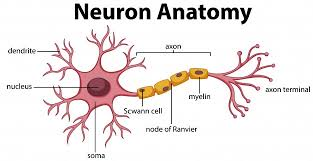 Neuron Anatomy
dendrite
axon
nucleus
axon terminal
Scwann cell
myelin
node of Ranvier
soma